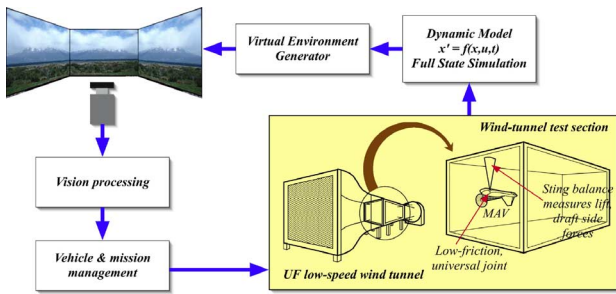 Virtual Environment
Generator
Dynamic Model
x' = f(x,u,t)
Full State Simulation
Vision processing
Vehicle & mission
management
Wind-tunnel test section
Sting balance
measures lift,
draft side
forces
MAV
Low-friction,
universal joint
UF low-speed wind tunnel